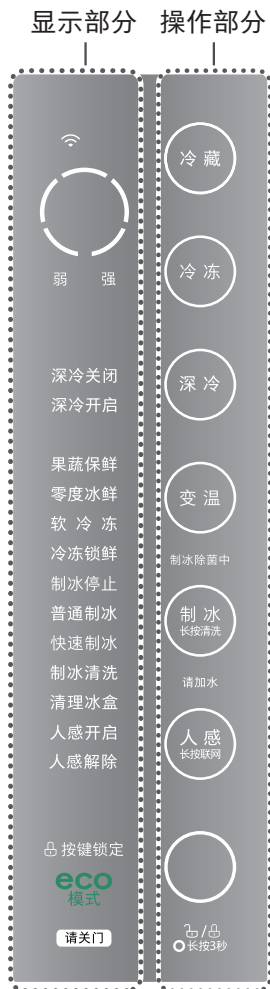 显示部分
弱 强
深冷关闭
深冷开启
果蔬保鲜
零度冰鲜
软 冷 冻
冷冻锁鲜
制冰停止
普通制冰
快速制冰
制冰清洗
清理冰盒
人感开启
人感解除
按键锁定
eco
模式
请关门
操作部分
冷 藏
冷 冻
深 冷
变 温
制冰除菌中
制 冰
长按清洗
请加水
人 感
长按联网
/
长按3秒